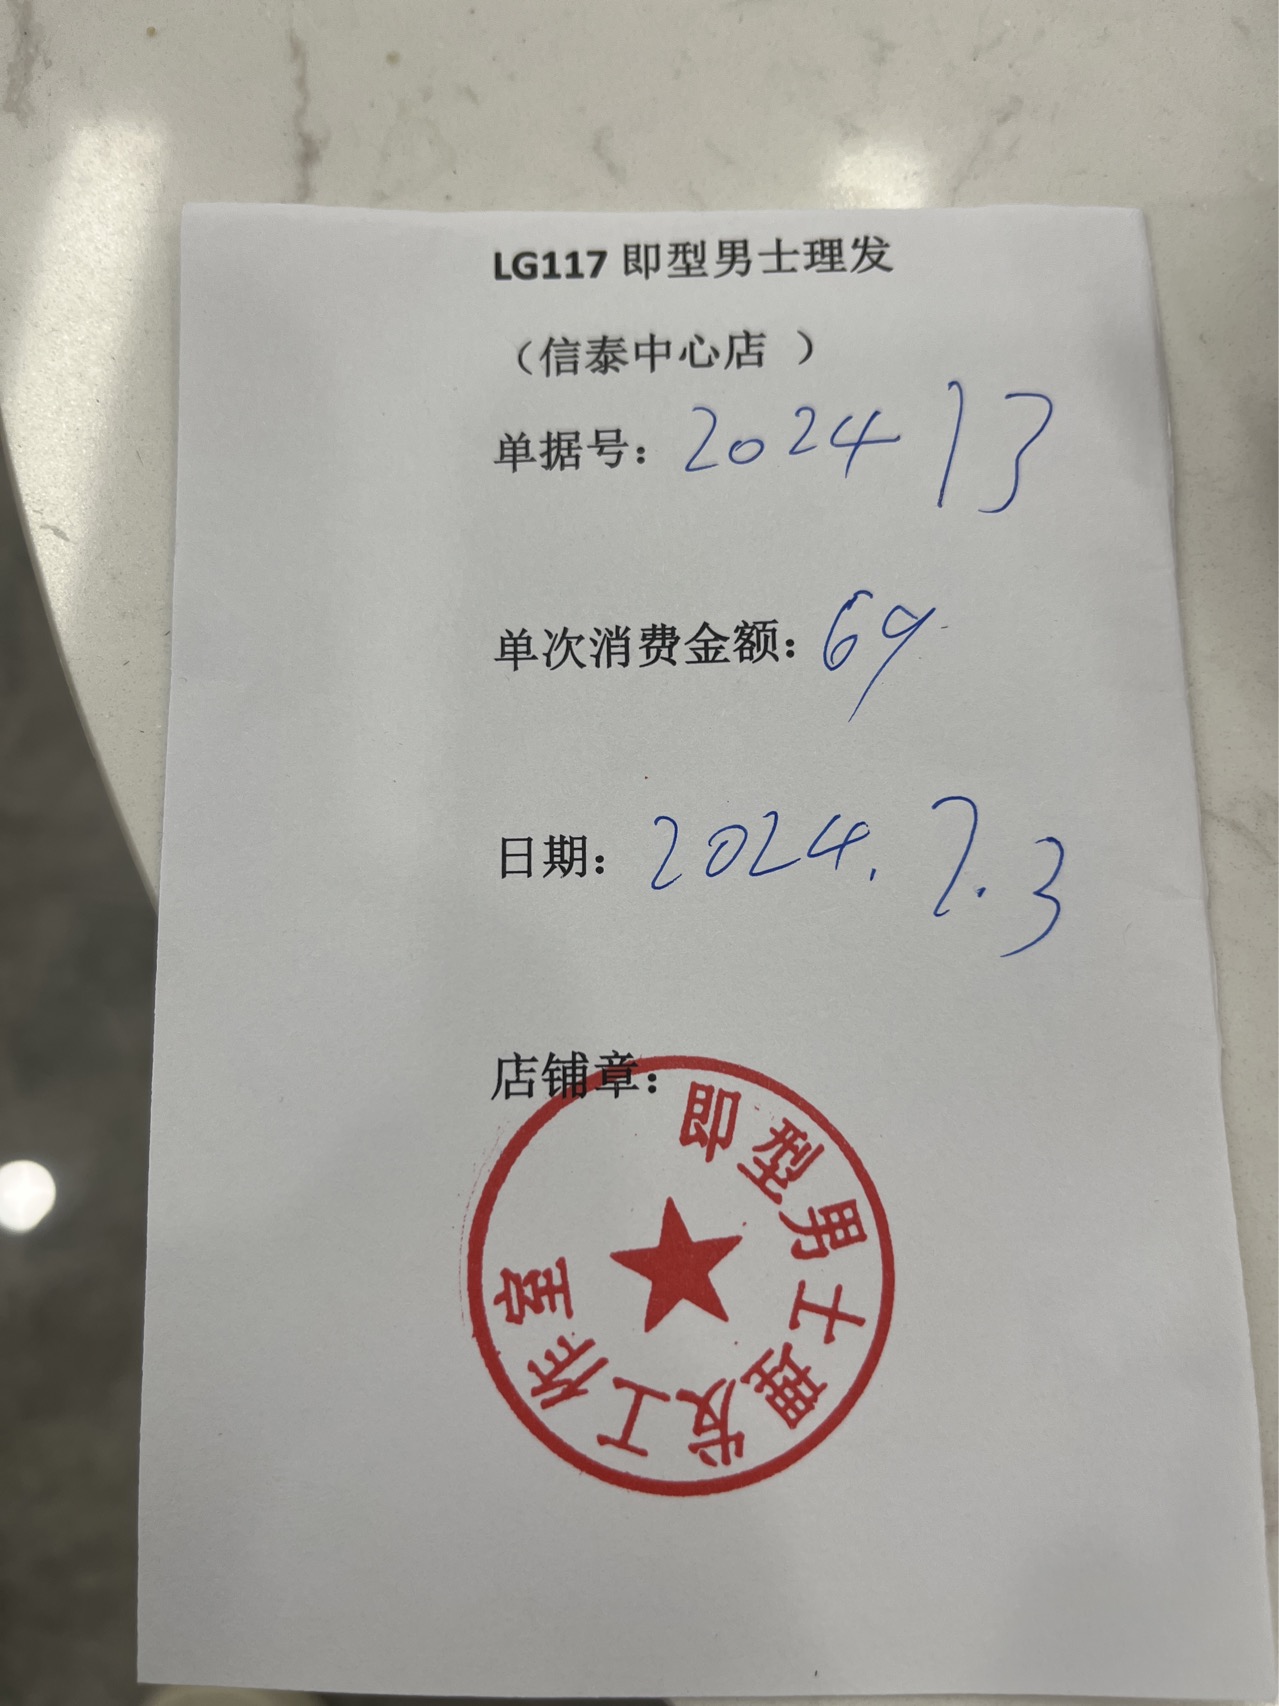 LG117 即型男士理发
（信泰中心店 ）
单据号：2024 13
单次消费金额：69
日期：2024.7.3
店铺章：
即型男士理发工作室